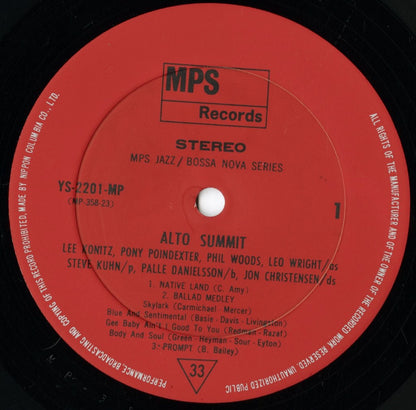 MPS
Records
STEREO
MPS JAZZ/BOSSA NOVA SERIES
YS-2201-MP
(MP-358-23)
1
ALTO SUMMIT
LEE KONITZ, PONY POINDEXTER, PHIL WOODS, LEO WRIGHT/as
STEVE KUHN/p, PALLE DANIELSSON/b, JON CHRISTENSEN/ds
1. NATIVE LAND (C. Amy)
2. BALLAD MEDLEY
Skylark (Carmichael - Mercer)
Blue And Sentimental (Basie - Davis - Livingston)
Gee Baby Ain't I Good To You (Redman - Razaf)
Body And Soul (Green - Heyman - Sour - Eyton)
3. PROMPT. (B. Bailey)
33
ALL RIGHTS OF THE MANUFACTURER AND OF THE OWNER OF THE RECORDED WORK RESERVED. UNAUTHORIZED PUBLIC PERFORMANCE, BROADCASTING AND COPYING OF THIS RECORD PROHIBITED. MADE BY NIPPON COLUMBIA CO., LTD.